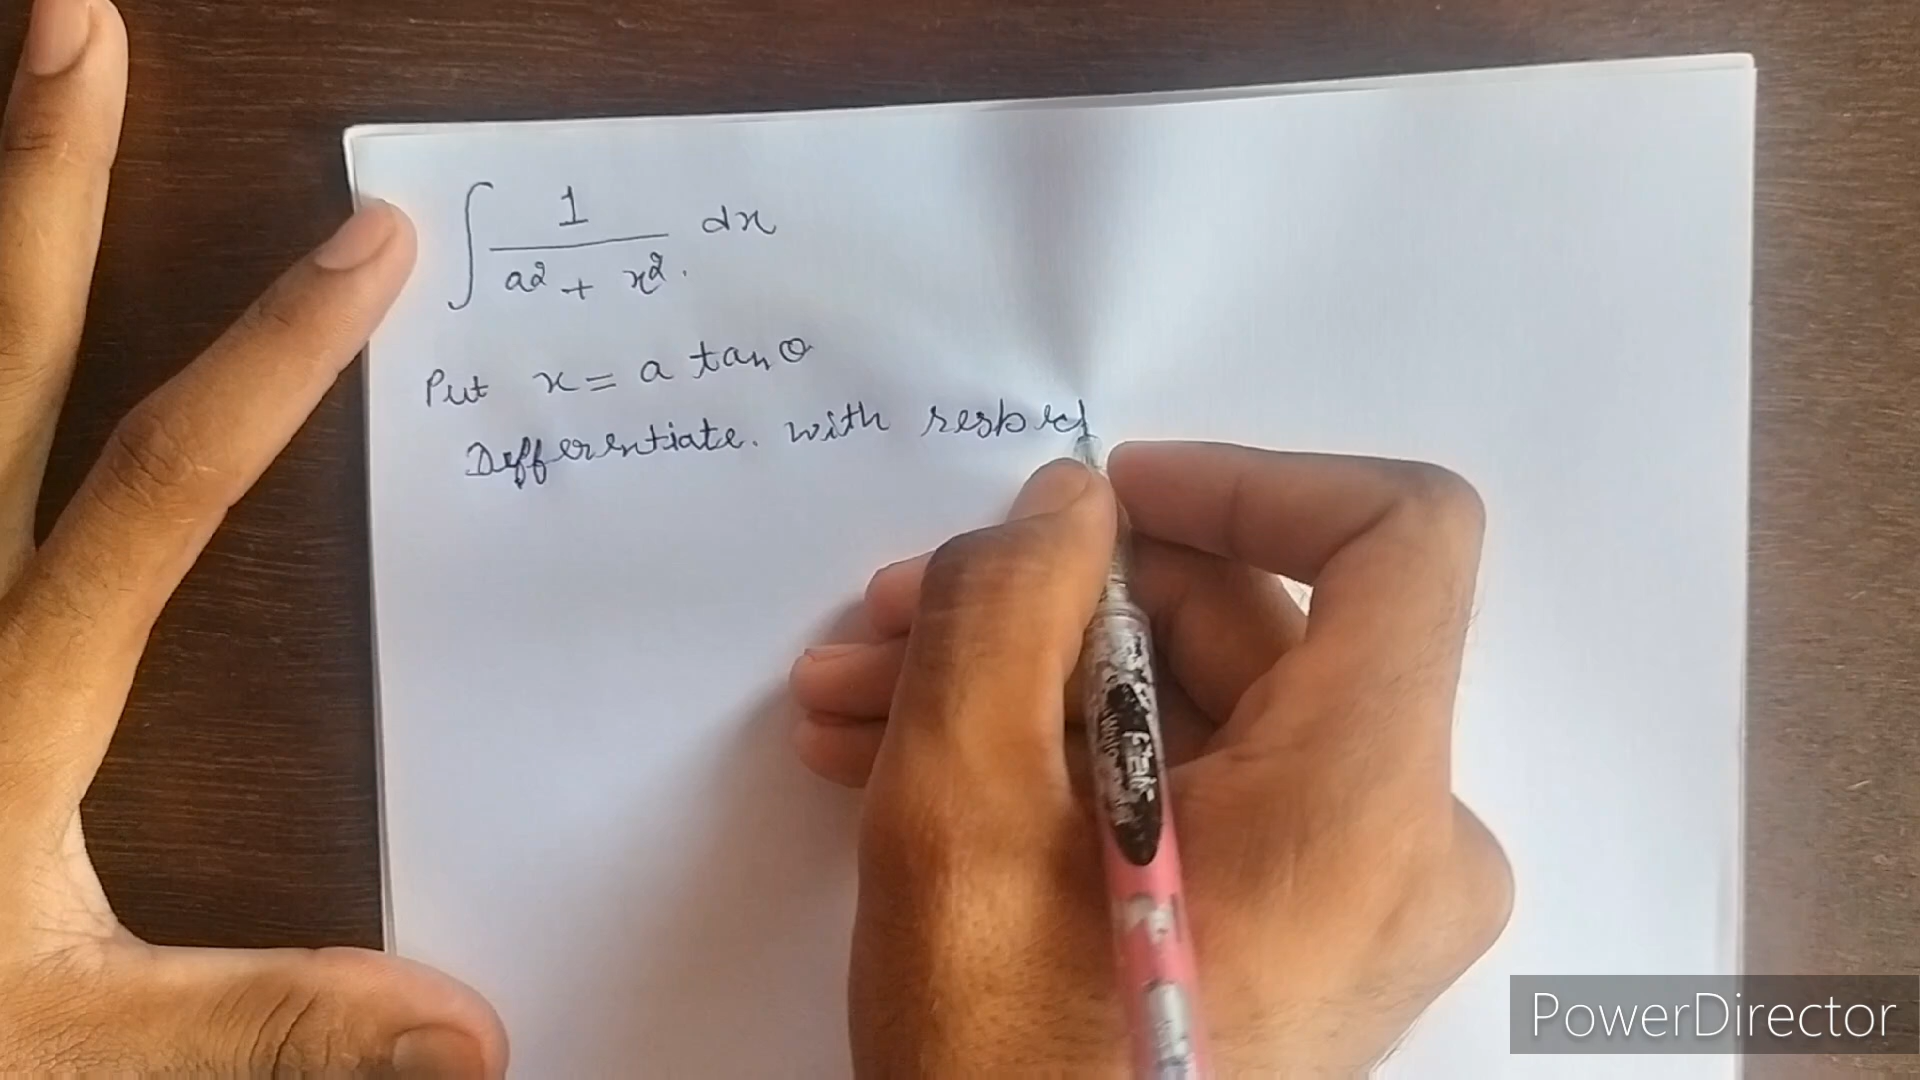 ∫ 1/(a² + x²) dx
Put x = a tan θ
Differentiate. with respect
PowerDirector